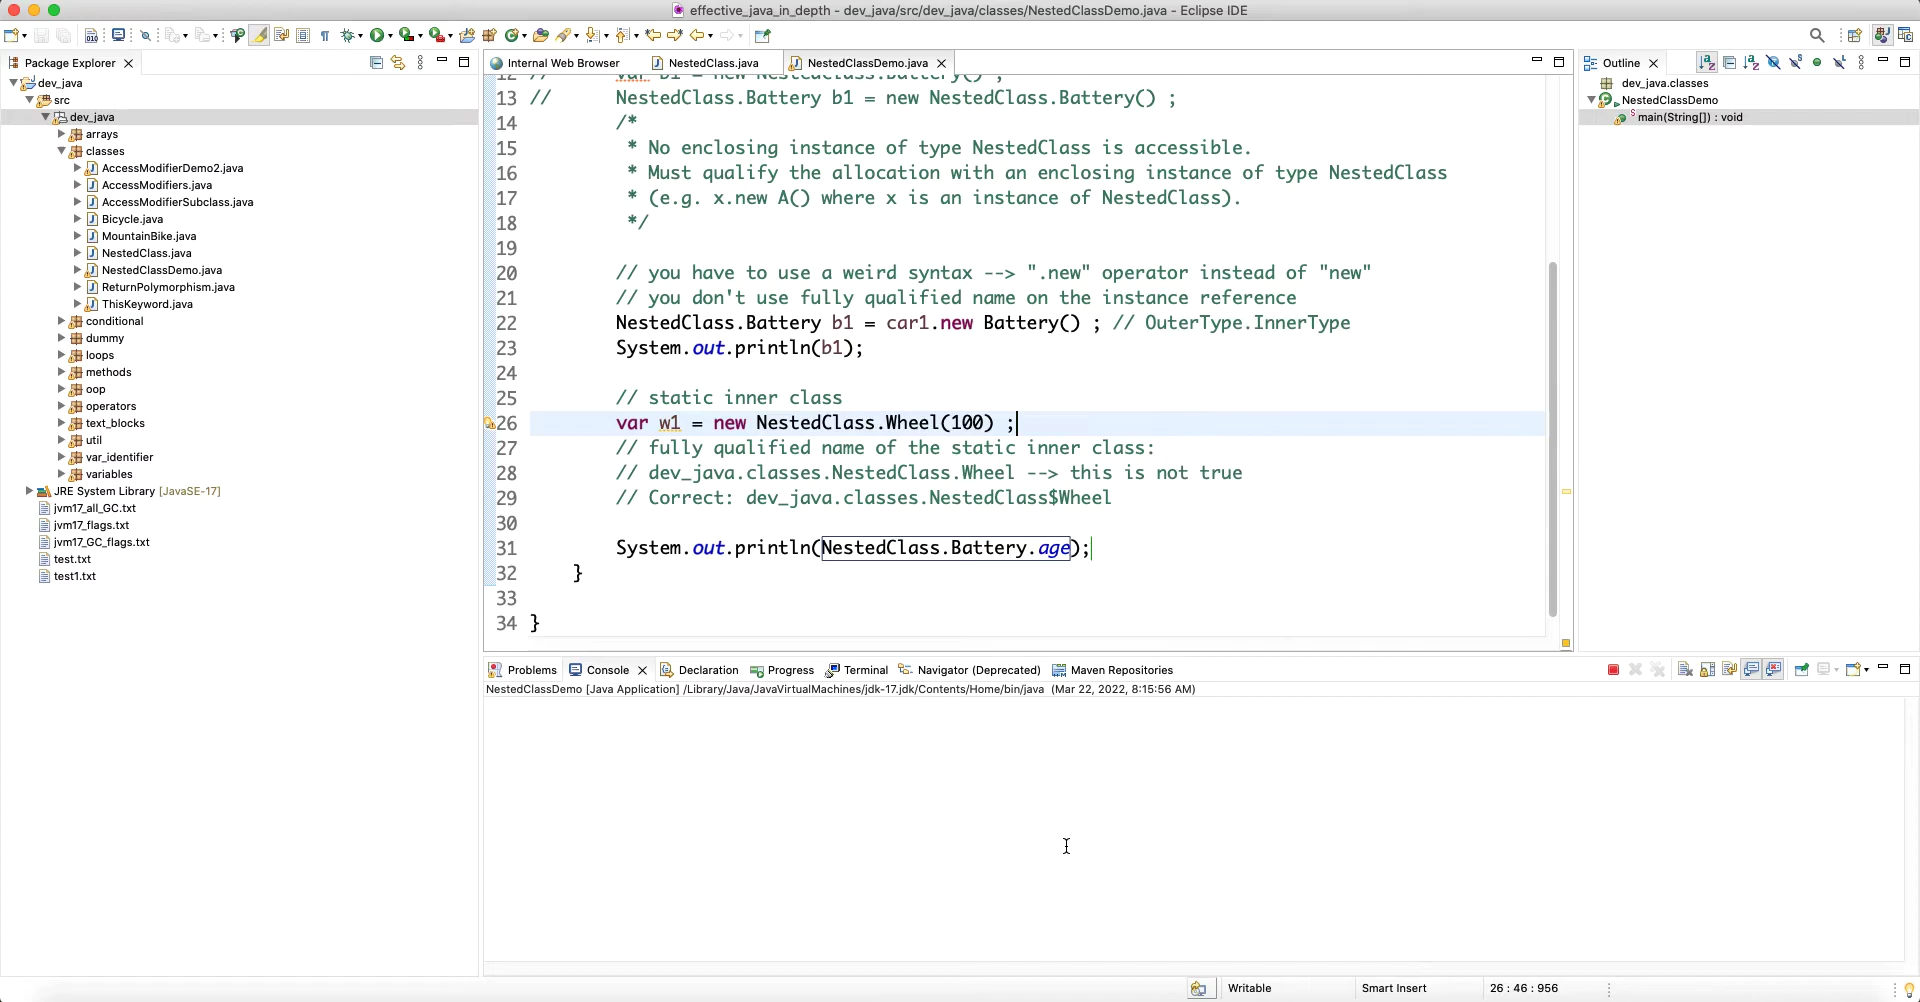 effective_java_in_depth - dev_java/src/dev_java/classes/NestedClassDemo.java - Eclipse IDE
Package Explorer
dev_java
src
dev_java
arrays
classes
AccessModifierDemo2.java
AccessModifiers.java
AccessModifierSubclass.java
Bicycle.java
MountainBike.java
NestedClass.java
NestedClassDemo.java
ReturnPolymorphism.java
ThisKeyword.java
conditional
dummy
loops
methods
oop
operators
text_blocks
util
var_identifier
variables
JRE System Library [JavaSE-17]
jvm17_all_GC.txt
jvm17_flags.txt
jvm17_GC_flags.txt
test.txt
test1.txt
Internal Web Browser NestedClass.java NestedClassDemo.java
12 // var b1 = new NestedClass.Battery() ;
13 // NestedClass.Battery b1 = new NestedClass.Battery() ;
14 /*
15 * No enclosing instance of type NestedClass is accessible.
16 * Must qualify the allocation with an enclosing instance of type NestedClass
17 * (e.g. x.new A() where x is an instance of NestedClass).
18 */
19
20 // you have to use a weird syntax --> ".new" operator instead of "new"
21 // you don't use fully qualified name on the instance reference
22 NestedClass.Battery b1 = car1.new Battery() ; // OuterType.InnerType
23 System.out.println(b1);
24
25 // static inner class
26 var w1 = new NestedClass.Wheel(100) ;
27 // fully qualified name of the static inner class:
28 // dev_java.classes.NestedClass.Wheel --> this is not true
29 // Correct: dev_java.classes.NestedClass$Wheel
30
31 System.out.println(NestedClass.Battery.age);
32 }
33
34 }
Outline
dev_java.classes
NestedClassDemo
main(String[]) : void
Problems Console Declaration Progress Terminal Navigator (Deprecated) Maven Repositories
NestedClassDemo [Java Application] /Library/Java/JavaVirtualMachines/jdk-17.jdk/Contents/Home/bin/java (Mar 22, 2022, 8:15:56 AM)
Writable Smart Insert 26 : 46 : 956